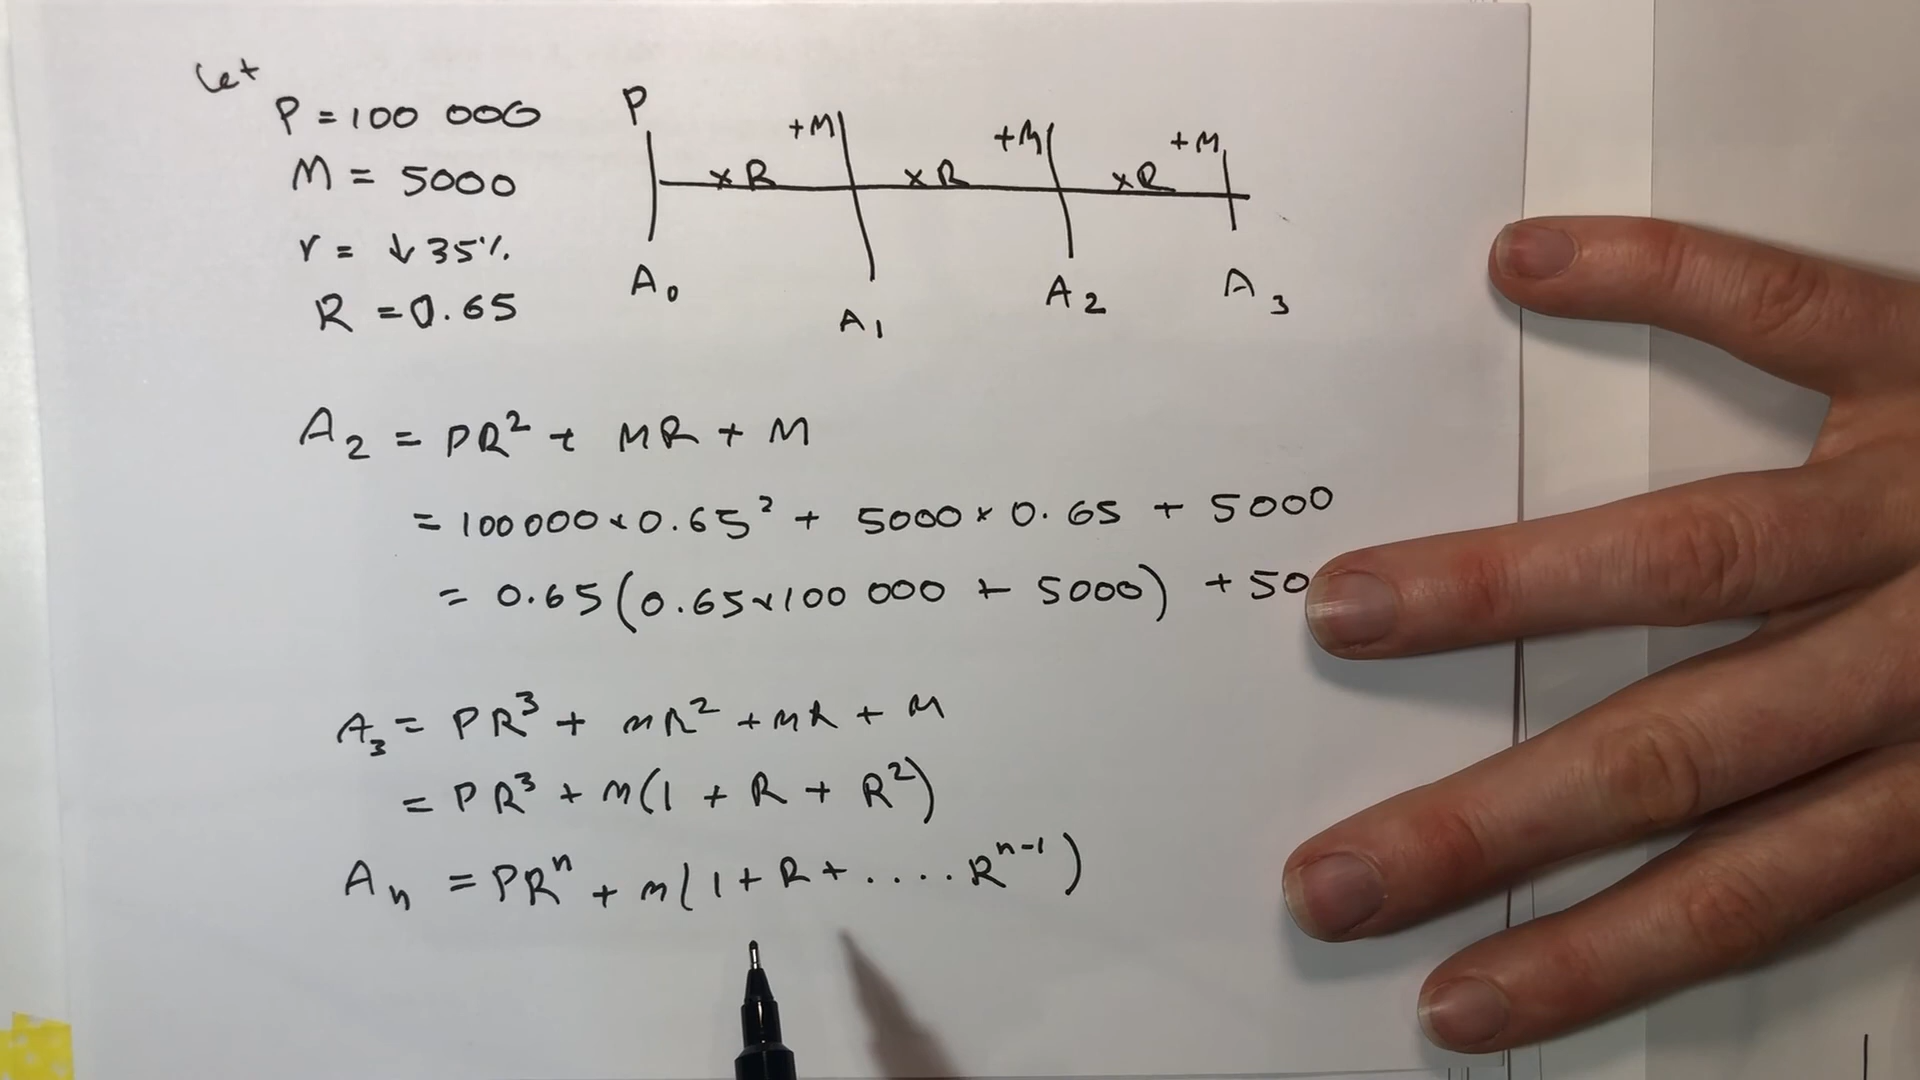 Let
P = 100 000
M = 5000
r = ↓ 35%
R = 0.65
P
+M +M +M
×R ×R ×R
A₀ A₁ A₂ A₃
A₂ = PR² + MR + M
= 100000 × 0.65² + 5000 × 0.65 + 5000
= 0.65(0.65×100 000 + 5000) + 50
A₃ = PR³ + MR² + MR + M
= PR³ + M(1 + R + R²)
Aₙ = PRⁿ + M(1 + R + .... Rⁿ⁻¹)